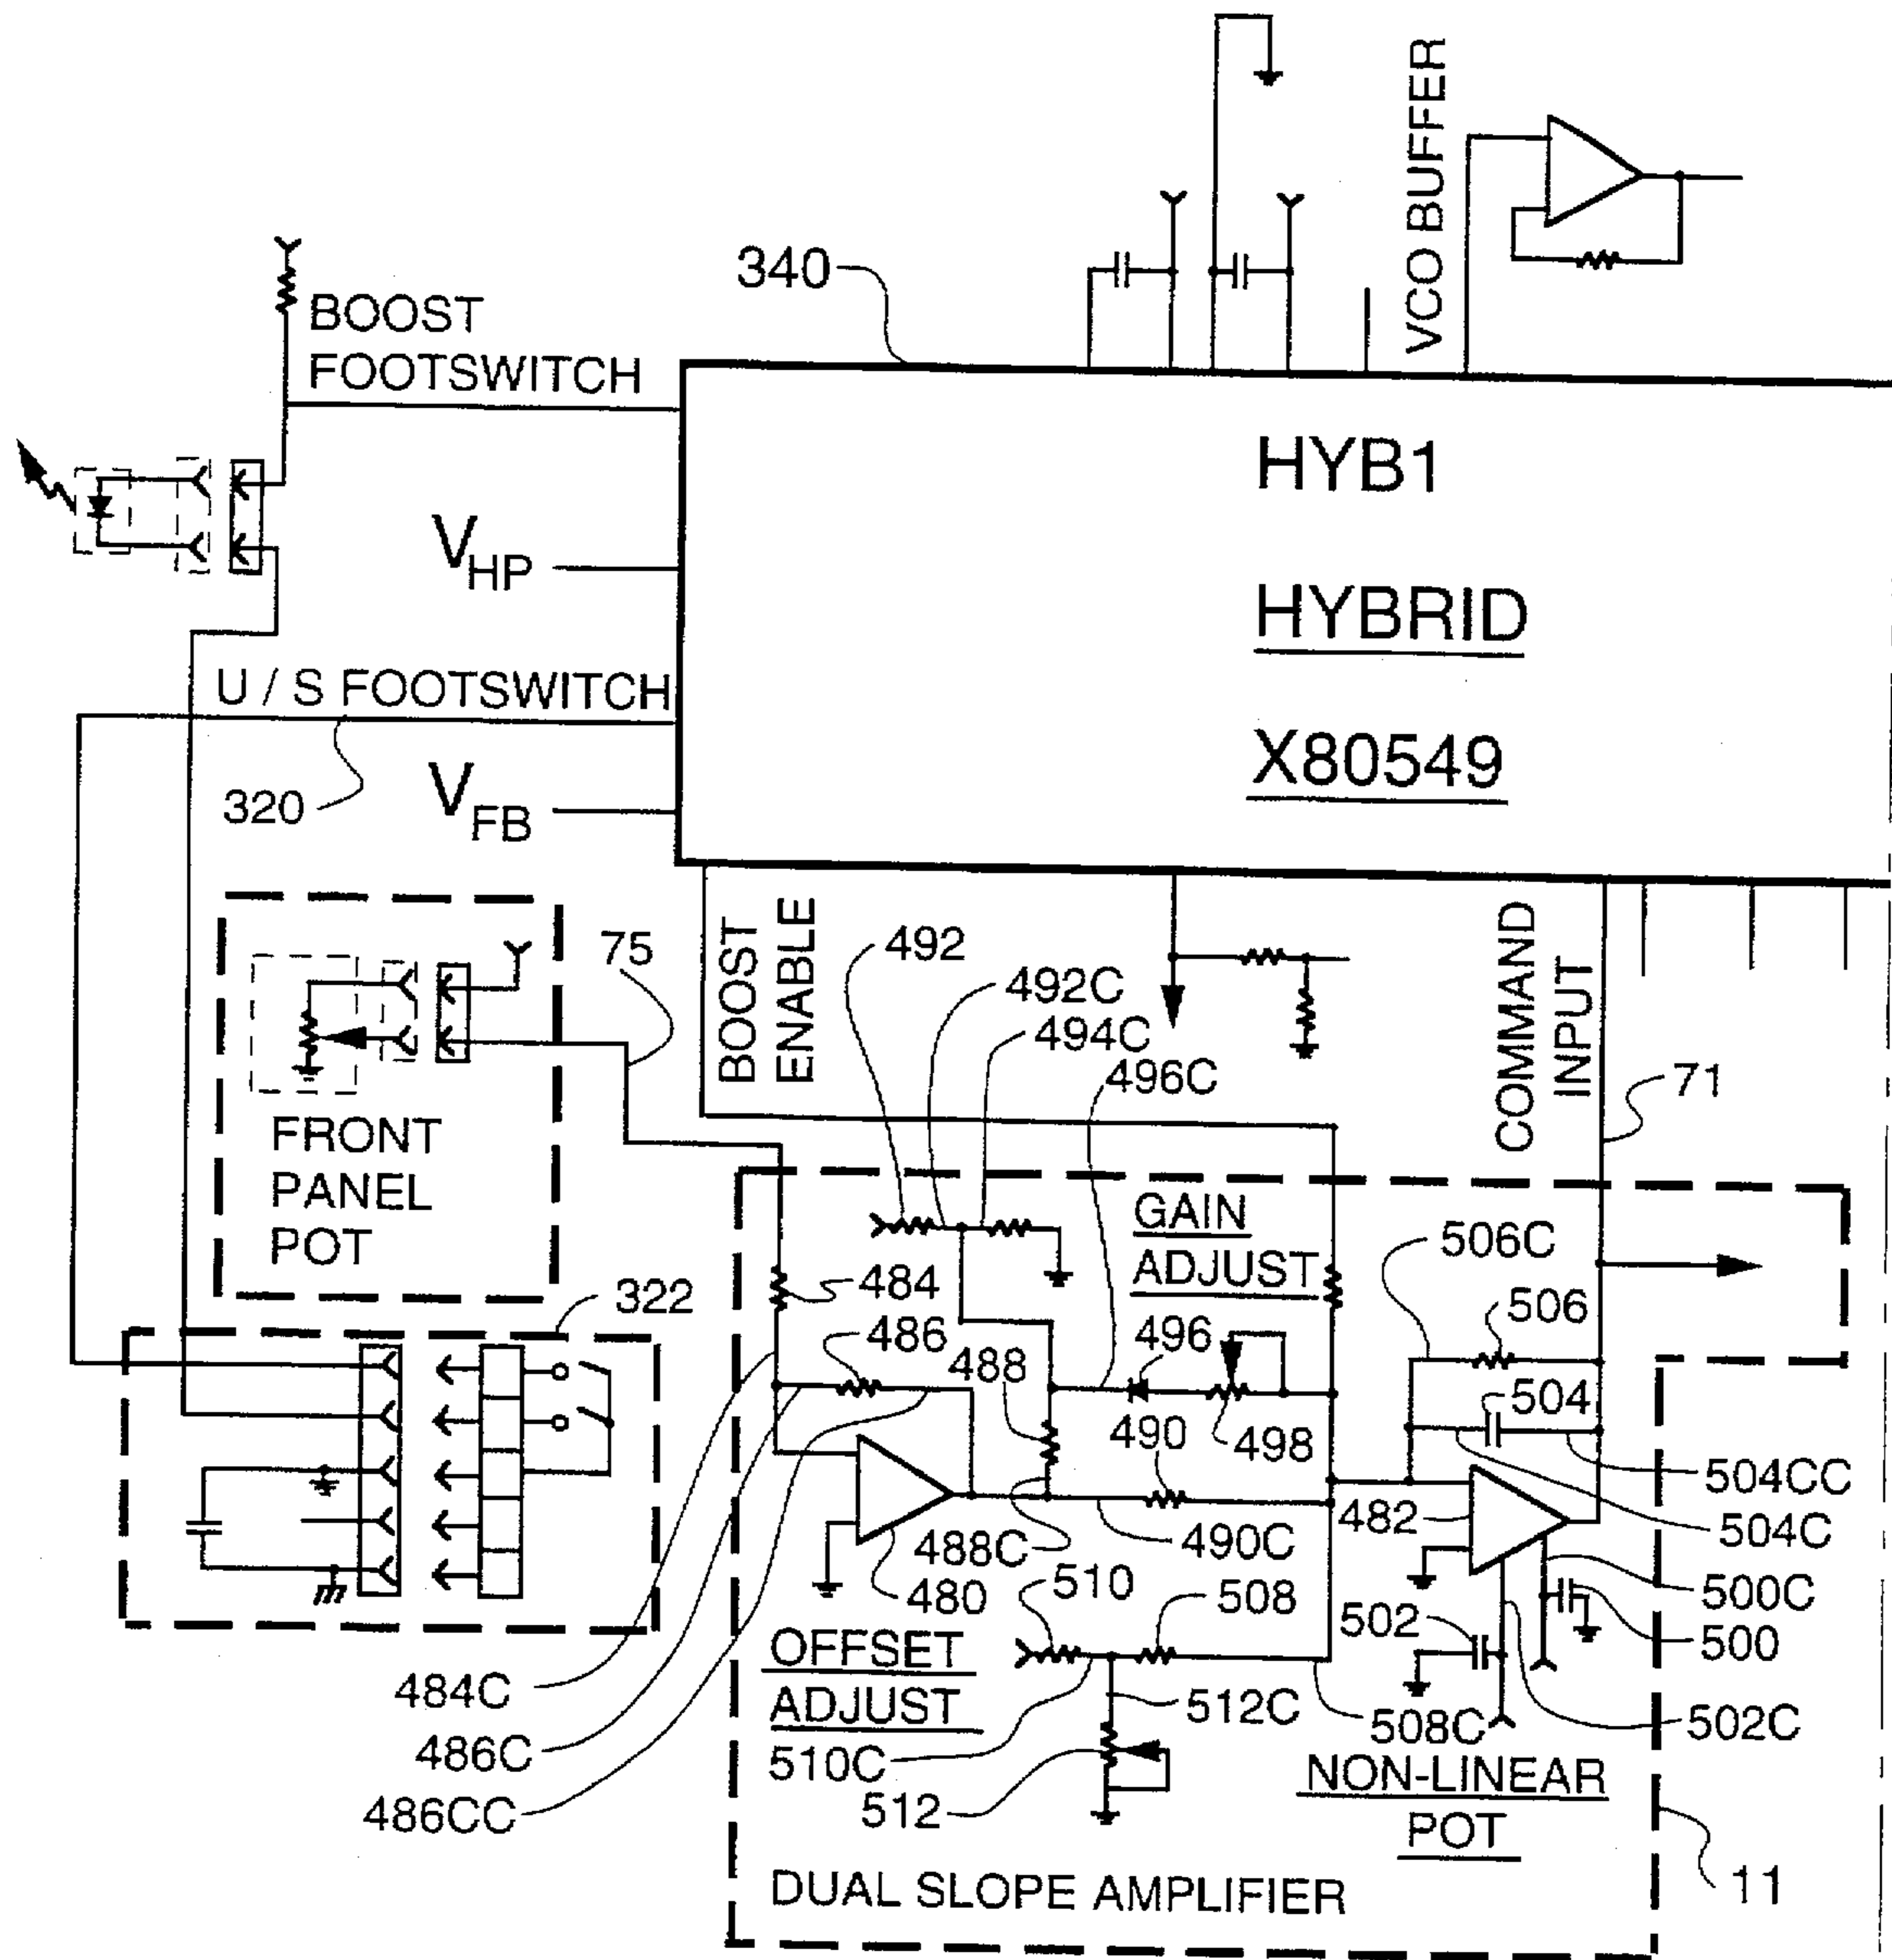 VCO BUFFER
340
BOOST
FOOTSWITCH
HYB1
V HP
HYBRID
U / S FOOTSWITCH
X80549
320
V FB
BOOST
ENABLE
COMMAND
INPUT
75
492
492C
494C
496C
71
FRONT
PANEL
POT
GAIN
ADJUST
506C
322
484
506
486
496
488
504
490
498
504CC
482
504C
488C
490C
480
510
508
500C
502
500
OFFSET
ADJUST
484C
512C
508C
502C
486C
510C
NON-LINEAR
POT
486CC
512
DUAL SLOPE AMPLIFIER
11